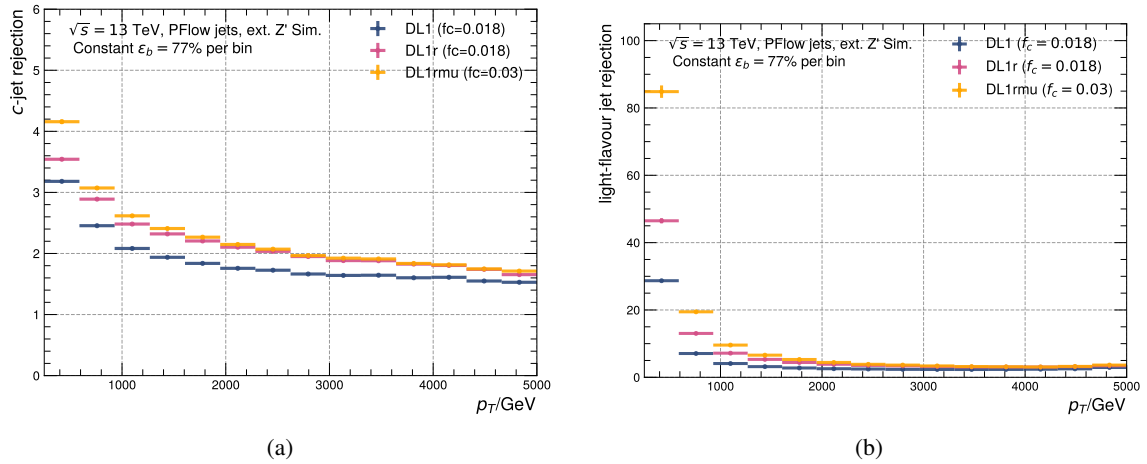 √s = 13 TeV, PFlow jets, ext. Z' Sim.
Constant ε_b = 77% per bin
DL1 (fc=0.018)
DL1r (fc=0.018)
DL1rmu (fc=0.03)
c-jet rejection
6
5
4
3
2
1
0
1000 2000 3000 4000 5000
p_T/GeV
(a)
√s = 13 TeV, PFlow jets, ext. Z' Sim.
Constant ε_b = 77% per bin
DL1 (f_c = 0.018)
DL1r (f_c = 0.018)
DL1rmu (f_c = 0.03)
light-flavour jet rejection
100
80
60
40
20
0
1000 2000 3000 4000 5000
p_T/GeV
(b)